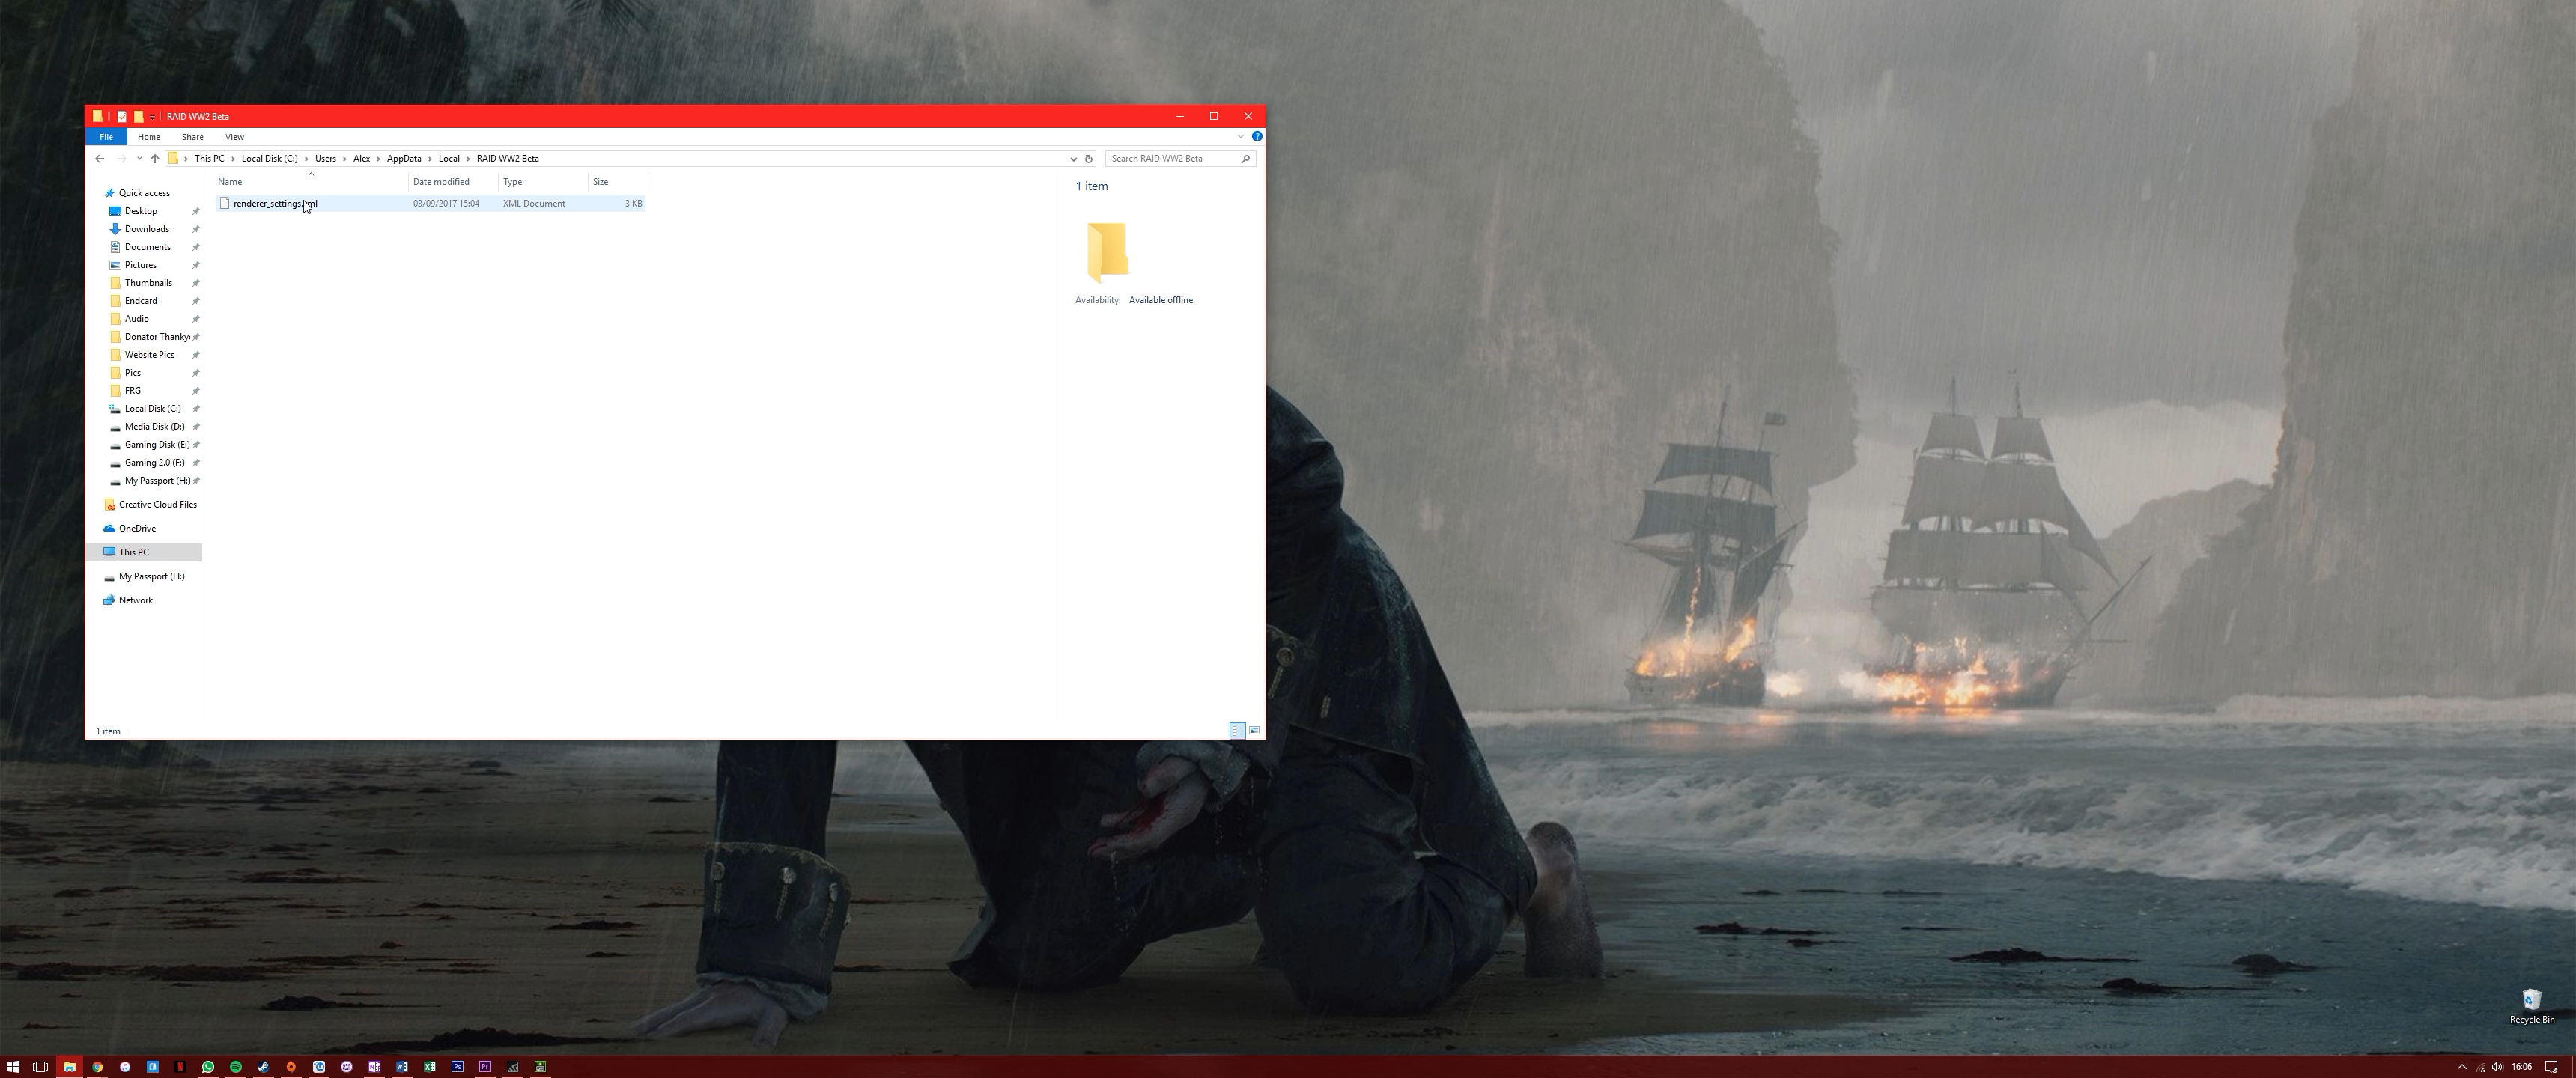 RAID WW2 Beta
File Home Share View
This PC Local Disk (C:) Users Alex AppData Local RAID WW2 Beta Search RAID WW2 Beta
Name Date modified Type Size
renderer_settings.xml 03/09/2017 15:04 XML Document 3 KB
Quick access
Desktop
Downloads
Documents
Pictures
Thumbnails
Endcard
Audio
Donator Thanky
Website Pics
Pics
FRG
Local Disk (C:)
Media Disk (D:)
Gaming Disk (E:)
Gaming 2.0 (F:)
My Passport (H:)
Creative Cloud Files
OneDrive
This PC
My Passport (H:)
Network
1 item
Availability: Available offline
1 item
Recycle Bin
16:06